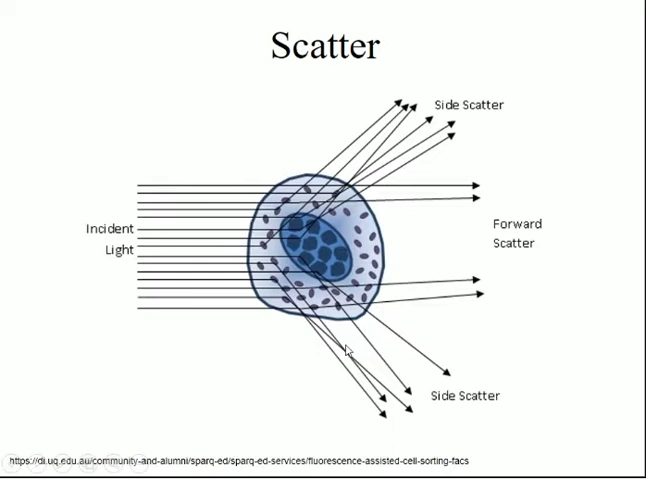 Scatter
Side Scatter
Incident
Light
Forward
Scatter
Side Scatter
https://di.uq.edu.au/community-and-alumni/sparq-ed/sparq-ed-services/fluorescence-assisted-cell-sorting-facs